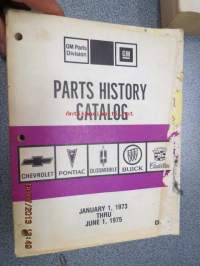 GM Parts
Division
GM
PARTS HISTORY
CATALOG
CHEVROLET
PONTIAC
OLDSMOBILE
BUICK
Cadillac
JANUARY 1, 1973
THRU
JUNE 1, 1975